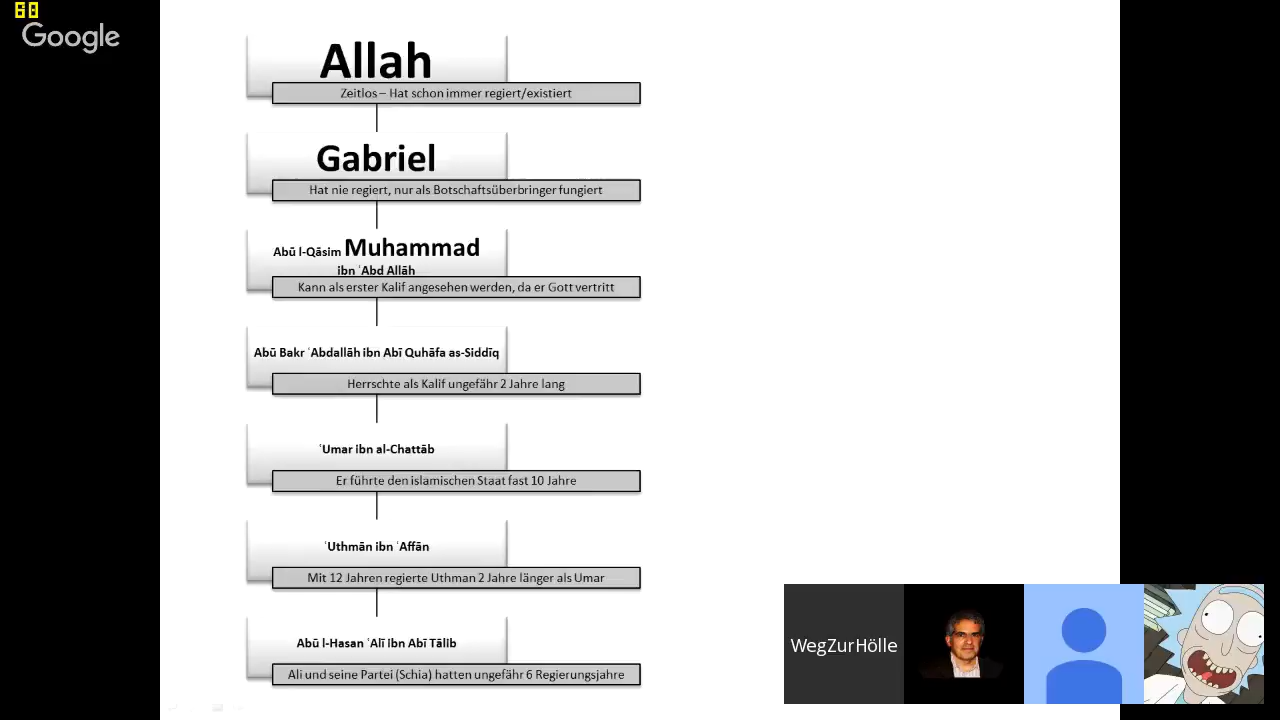 60
Google
Allah
Zeitlos – Hat schon immer regiert/existiert
Gabriel
Hat nie regiert, nur als Botschaftsüberbringer fungiert
Abū l-Qāsim Muhammad
ibn ʿAbd Allāh
Kann als erster Kalif angesehen werden, da er Gott vertritt
Abū Bakr ʿAbdallāh ibn Abī Quhāfa as-Siddīq
Herrschte als Kalif ungefähr 2 Jahre lang
ʿUmar ibn al-Chattāb
Er führte den islamischen Staat fast 10 Jahre
ʿUthmān ibn ʿAffān
Mit 12 Jahren regierte Uthman 2 Jahre länger als Umar
Abū l-Hasan ʿAlī ibn Abī Tālib
Ali und seine Partei (Schia) hatten ungefähr 6 Regierungsjahre
WegZurHölle